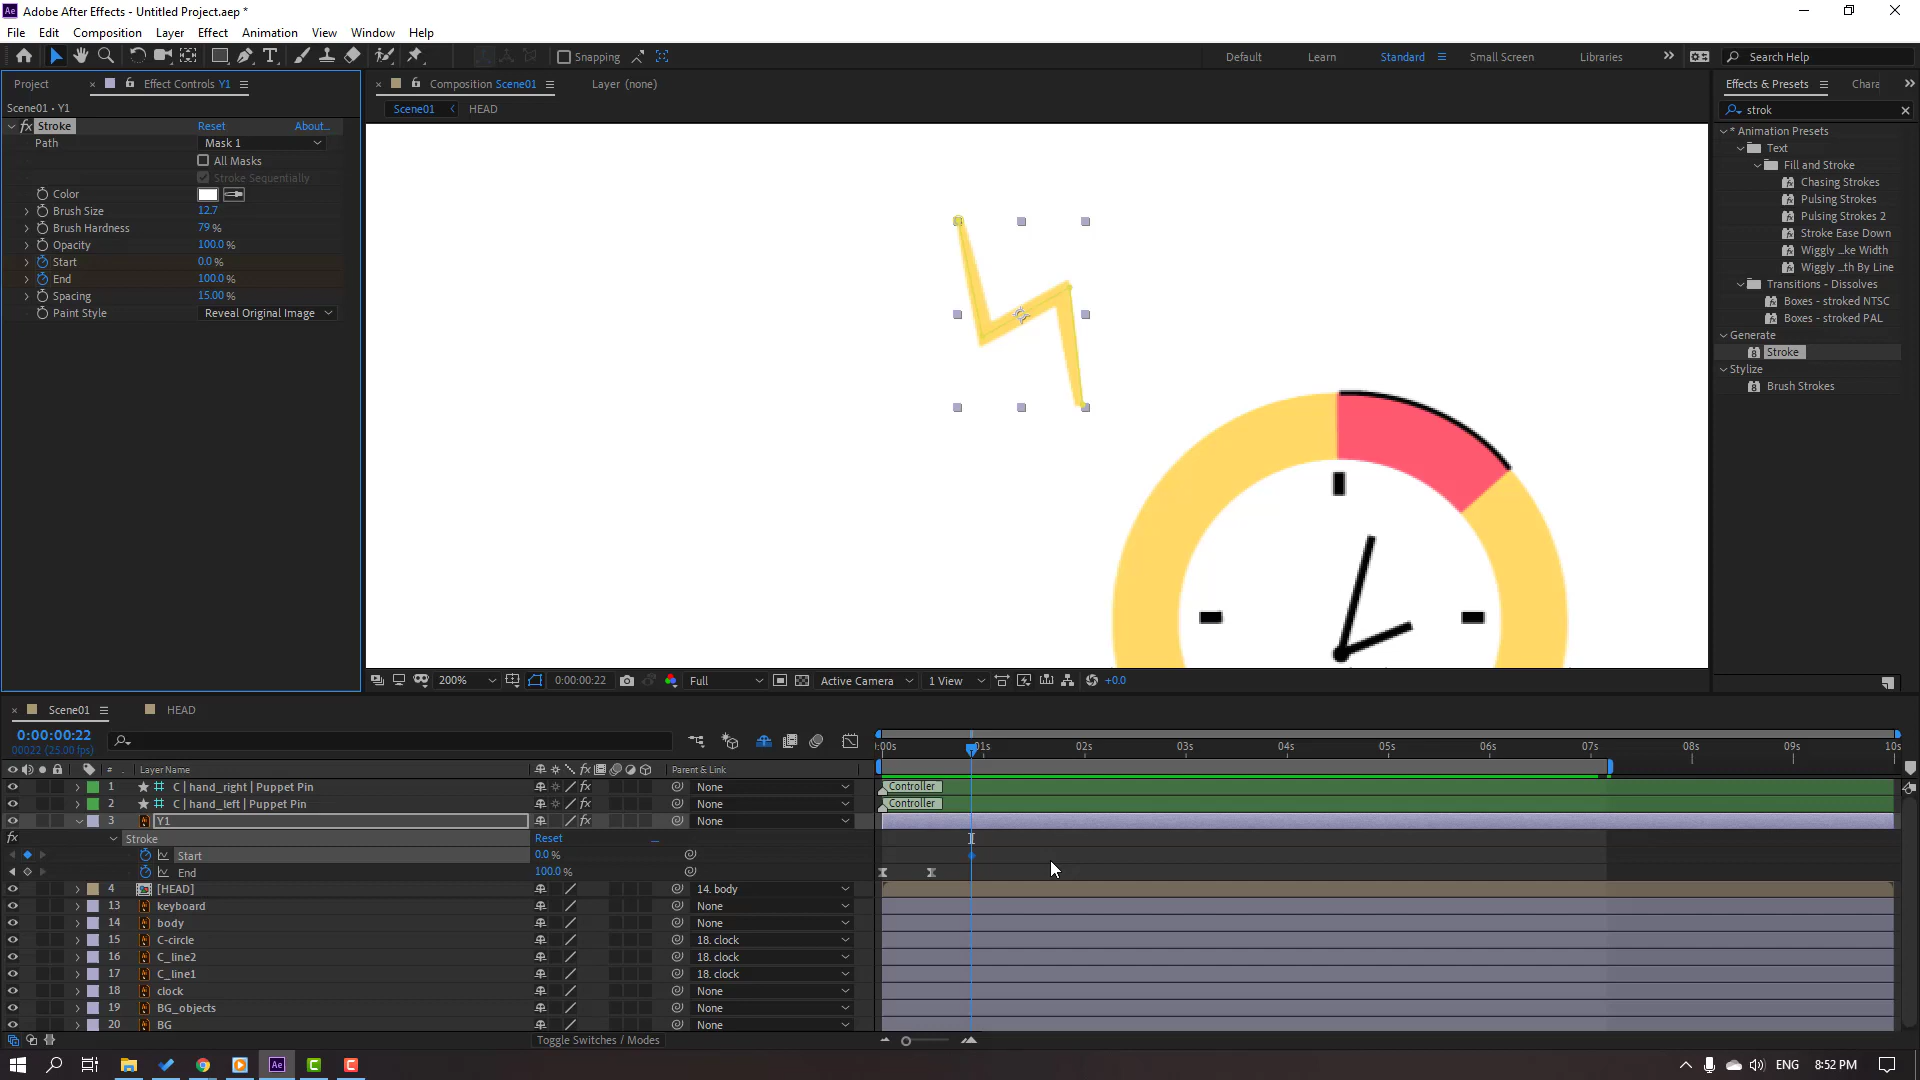 Adobe After Effects - Untitled Project.aep *
File Edit Composition Layer Effect Animation View Window Help
Snapping
Default Learn Standard Small Screen Libraries
Search Help
Project
Effect Controls Y1
Composition Scene01
Layer (none)
Effects & Presets
Chara
Scene01 • Y1
Scene01
HEAD
strok
Stroke Reset About...
Path Mask 1
All Masks
Stroke Sequentially
Color
Brush Size 12.7
Brush Hardness 79 %
Opacity 100.0 %
Start 0.0 %
End 100.0 %
Spacing 15.00 %
Paint Style Reveal Original Image
* Animation Presets
Text
Fill and Stroke
Chasing Strokes
Pulsing Strokes
Pulsing Strokes 2
Stroke Ease Down
Wiggly ...ke Width
Wiggly ...th By Line
Transitions - Dissolves
Boxes - stroked NTSC
Boxes - stroked PAL
Generate
Stroke
Stylize
Brush Strokes
200% 0:00:00:22 Full Active Camera 1 View +0.0
Scene01 HEAD
0:00:00:22
00022 (25.00 fps)
:00s 01s 02s 03s 04s 05s 06s 07s 08s 09s 10s
# Layer Name Parent & Link
1 C | hand_right | Puppet Pin None Controller
2 C | hand_left | Puppet Pin None Controller
3 Y1 None
Stroke Reset
Start 0.0 %
End 100.0 %
4 [HEAD] 14. body
13 keyboard None
14 body None
15 C-circle 18. clock
16 C_line2 18. clock
17 C_line1 18. clock
18 clock None
19 BG_objects None
20 BG None
Toggle Switches / Modes
ENG 8:52 PM